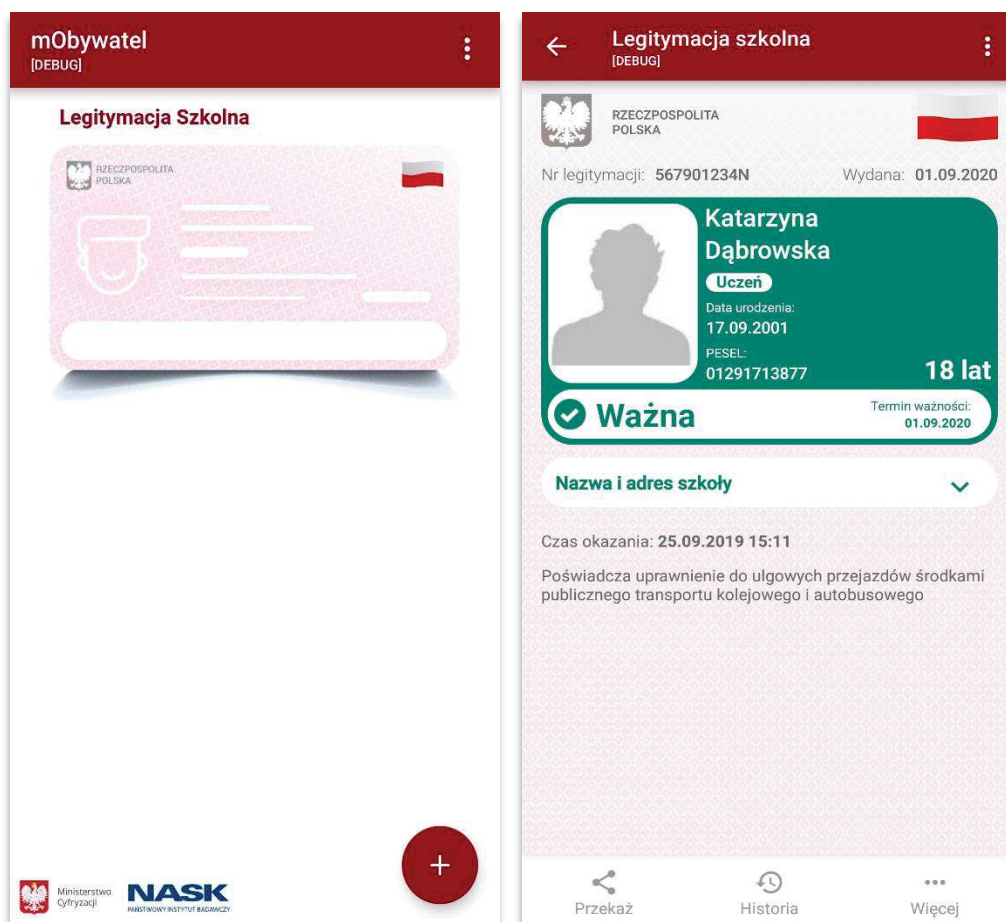 mObywatel
[DEBUG]
Legitymacja Szkolna
RZECZPOSPOLITA
POLSKA
Ministerstwo
Cyfryzacji
NASK
PAŃSTWOWY INSTYTUT BADAWCZY
Legitymacja szkolna
[DEBUG]
RZECZPOSPOLITA
POLSKA
Nr legitymacji: 567901234N Wydana: 01.09.2020
Katarzyna
Dąbrowska
Uczeń
Data urodzenia:
17.09.2001
PESEL:
01291713877
18 lat
Ważna
Termin ważności:
01.09.2020
Nazwa i adres szkoły
Czas okazania: 25.09.2019 15:11
Poświadcza uprawnienie do ulgowych przejazdów środkami
publicznego transportu kolejowego i autobusowego
Przekaż Historia Więcej